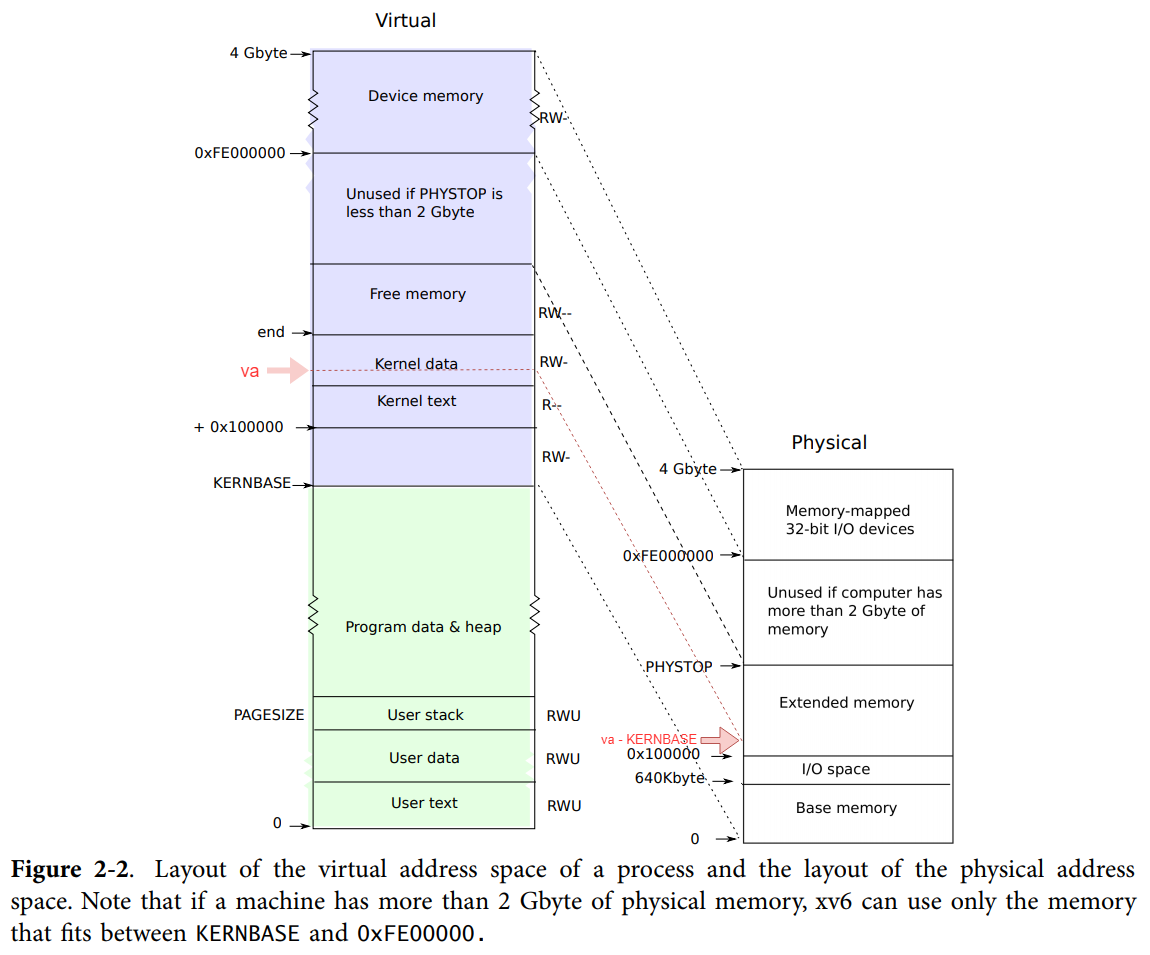 Virtual
4 Gbyte
Device memory
RW-
0xFE000000
Unused if PHYSTOP is
less than 2 Gbyte
Free memory
RW--
end
Kernel data
RW-
va
Kernel text
R--
+ 0x100000
RW-
KERNBASE
Program data & heap
PAGESIZE
User stack
RWU
User data
RWU
User text
RWU
0
Physical
4 Gbyte
Memory-mapped
32-bit I/O devices
0xFE000000
Unused if computer has
more than 2 Gbyte of
memory
PHYSTOP
Extended memory
va - KERNBASE
0x100000
I/O space
640Kbyte
Base memory
0
Figure 2-2. Layout of the virtual address space of a process and the layout of the physical address
space. Note that if a machine has more than 2 Gbyte of physical memory, xv6 can use only the memory
that fits between KERNBASE and 0xFE00000.